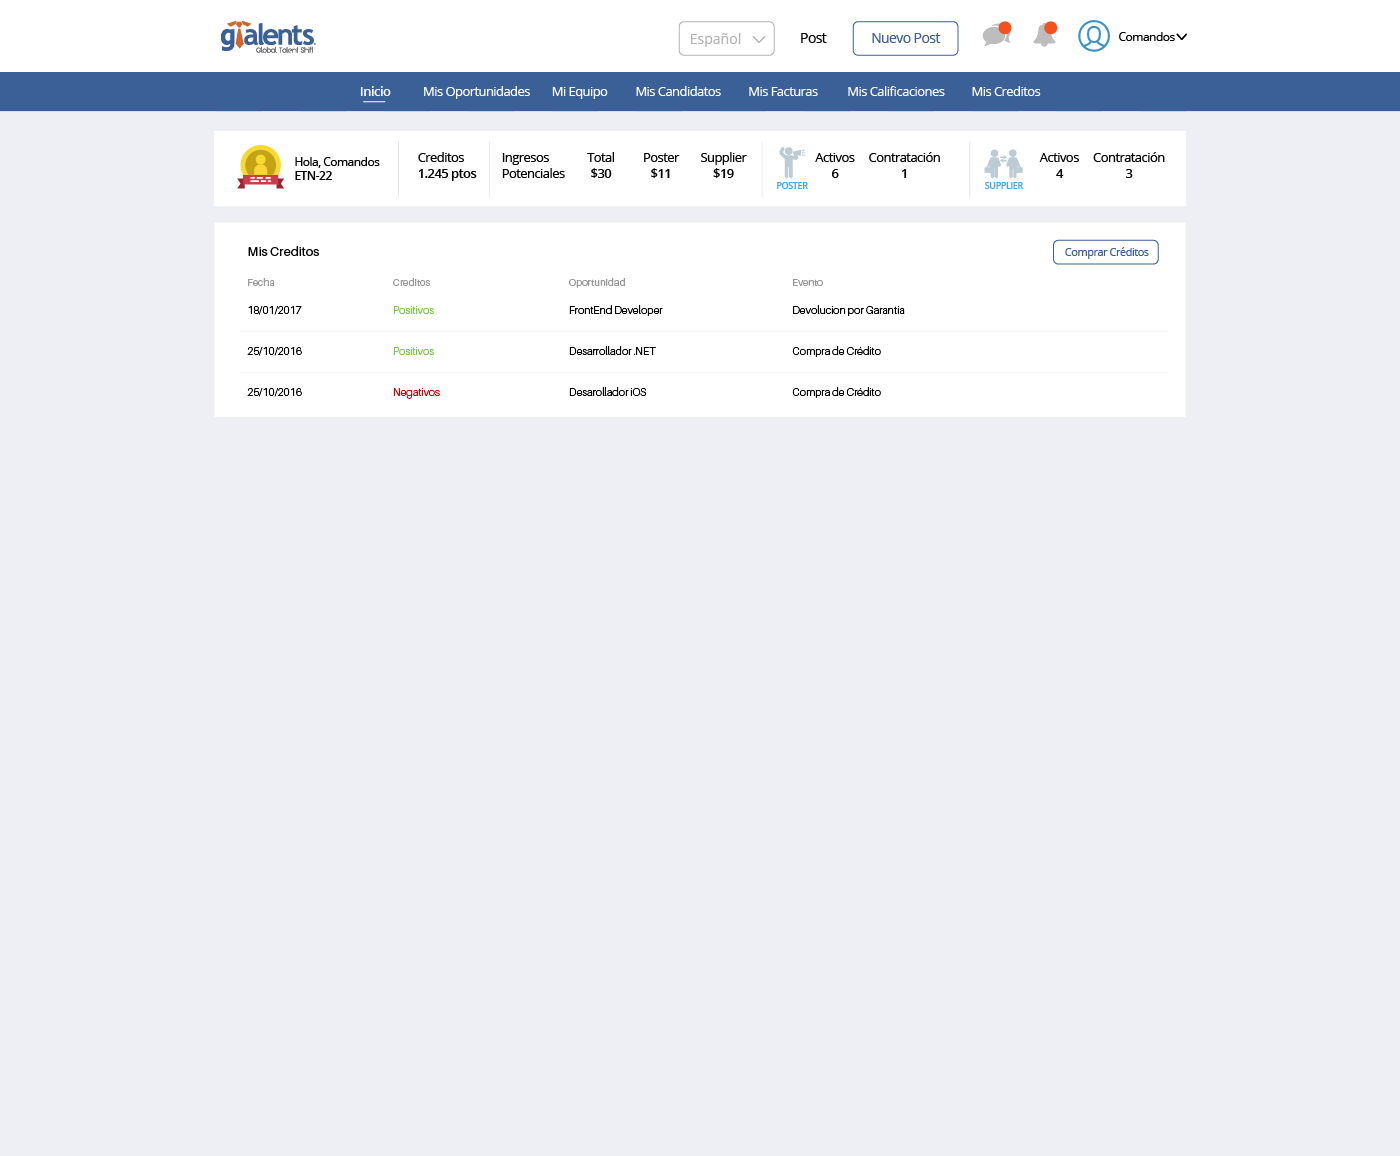 gtalents
Global Talent Shift
Español
Post
Nuevo Post
Comandos
Inicio Mis Oportunidades Mi Equipo Mis Candidatos Mis Facturas Mis Calificaciones Mis Creditos
Hola, Comandos
ETN-22
Creditos
1.245 ptos
Ingresos
Potenciales
Total
$30
Poster
$11
Supplier
$19
POSTER
Activos
6
Contratación
1
SUPPLIER
Activos
4
Contratación
3
Mis Creditos
Comprar Créditos
Fecha Creditos Oportunidad Evento
18/01/2017 Positivos FrontEnd Developer Devolucion por Garantia
25/10/2016 Positivos Desarrollador .NET Compra de Crédito
25/10/2016 Negativos Desarollador iOS Compra de Crédito